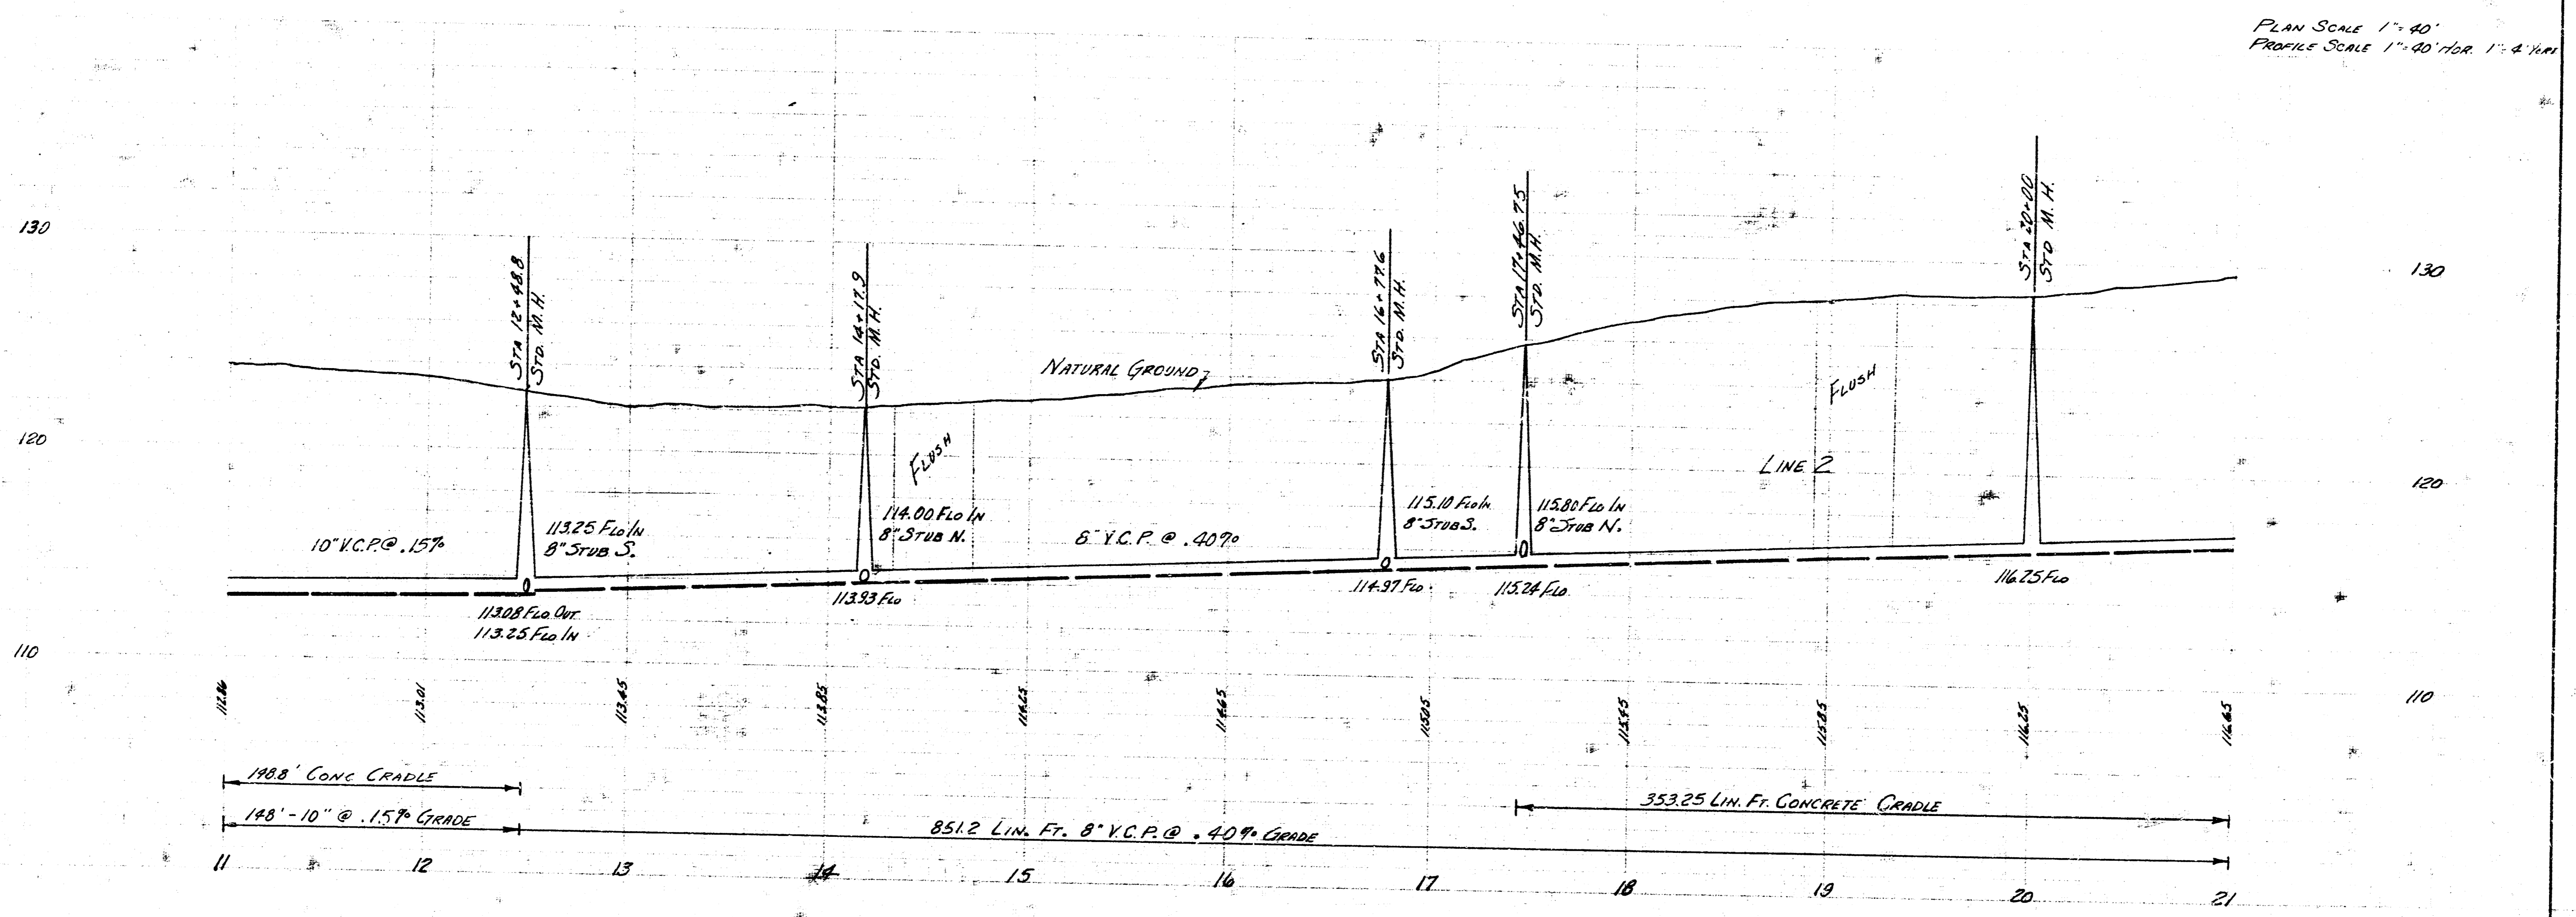 PLAN SCALE 1"=40'
PROFILE SCALE 1"=40' HOR. 1"=4' VERT
130
120
110
130
120
110
STA 12+48.8
STD. M.H.
STA 14+17.9
STD. M.H.
STA 16+77.6
STD. M.H.
STA 17+46.75
STD. M.H.
STA 20+00
STD M.H.
NATURAL GROUND
FLUSH
FLUSH
LINE 2
10" V.C.P. @ .15%
113.25 FLO IN
8" STUB S.
114.00 FLO IN
8" STUB N.
8" V.C.P. @ .40%
115.10 FLO IN
8" STUB S.
115.80 FLO IN
8" STUB N.
113.08 FLO OUT
113.25 FLO IN
113.93 FLO
114.97 FLO
115.24 FLO
116.25 FLO
112.86
113.01
113.45
113.85
114.25
114.65
115.05
115.45
115.85
116.25
116.65
148.8' CONC CRADLE
353.25 LIN. FT. CONCRETE CRADLE
148'-10" @ .15% GRADE
851.2 LIN. FT. 8" V.C.P. @ .40% GRADE
11 12 13 14 15 16 17 18 19 20 21